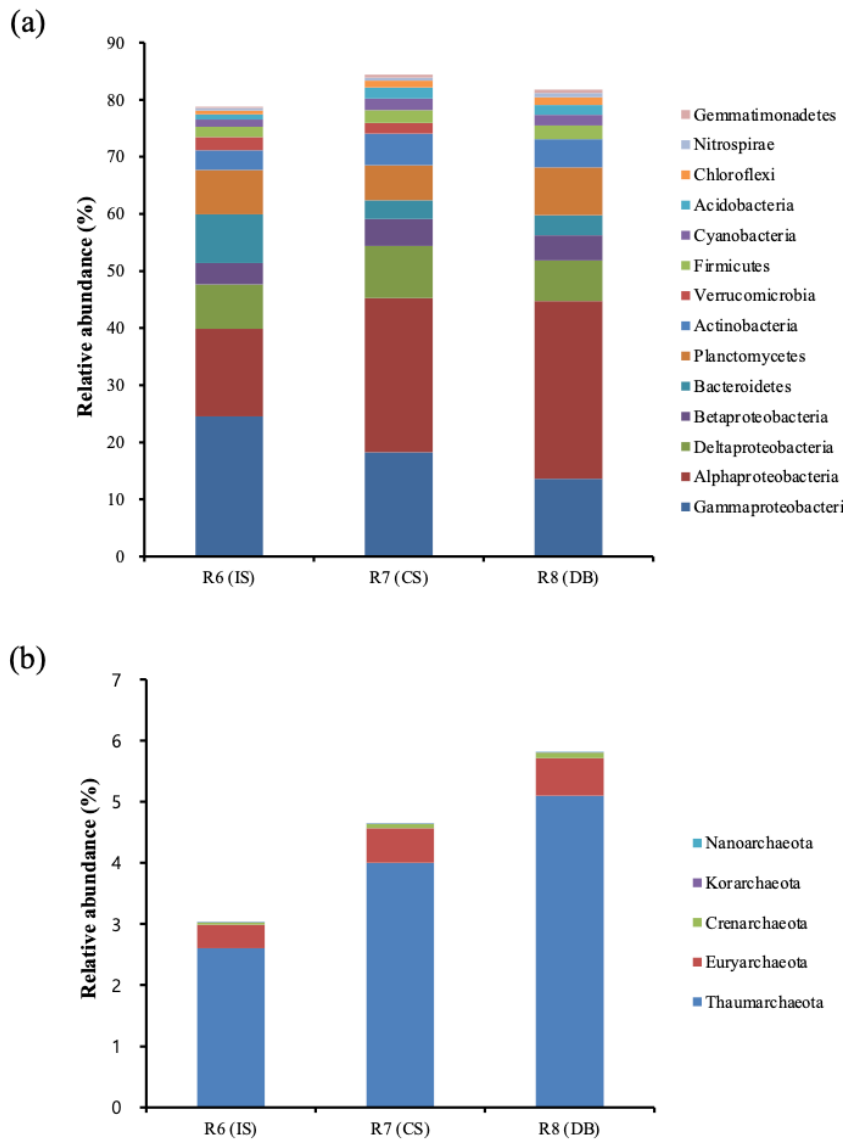 (a)
90
80
70
60
50
40
30
20
10
0
Relative abundance (%)
R6 (IS)
R7 (CS)
R8 (DB)
Gemmatimonadetes
Nitrospirae
Chloroflexi
Acidobacteria
Cyanobacteria
Firmicutes
Verrucomicrobia
Actinobacteria
Planctomycetes
Bacteroidetes
Betaproteobacteria
Deltaproteobacteria
Alphaproteobacteria
Gammaproteobacteri
(b)
7
6
5
4
3
2
1
0
Relative abundance (%)
R6 (IS)
R7 (CS)
R8 (DB)
Nanoarchaeota
Korarchaeota
Crenarchaeota
Euryarchaeota
Thaumarchaeota